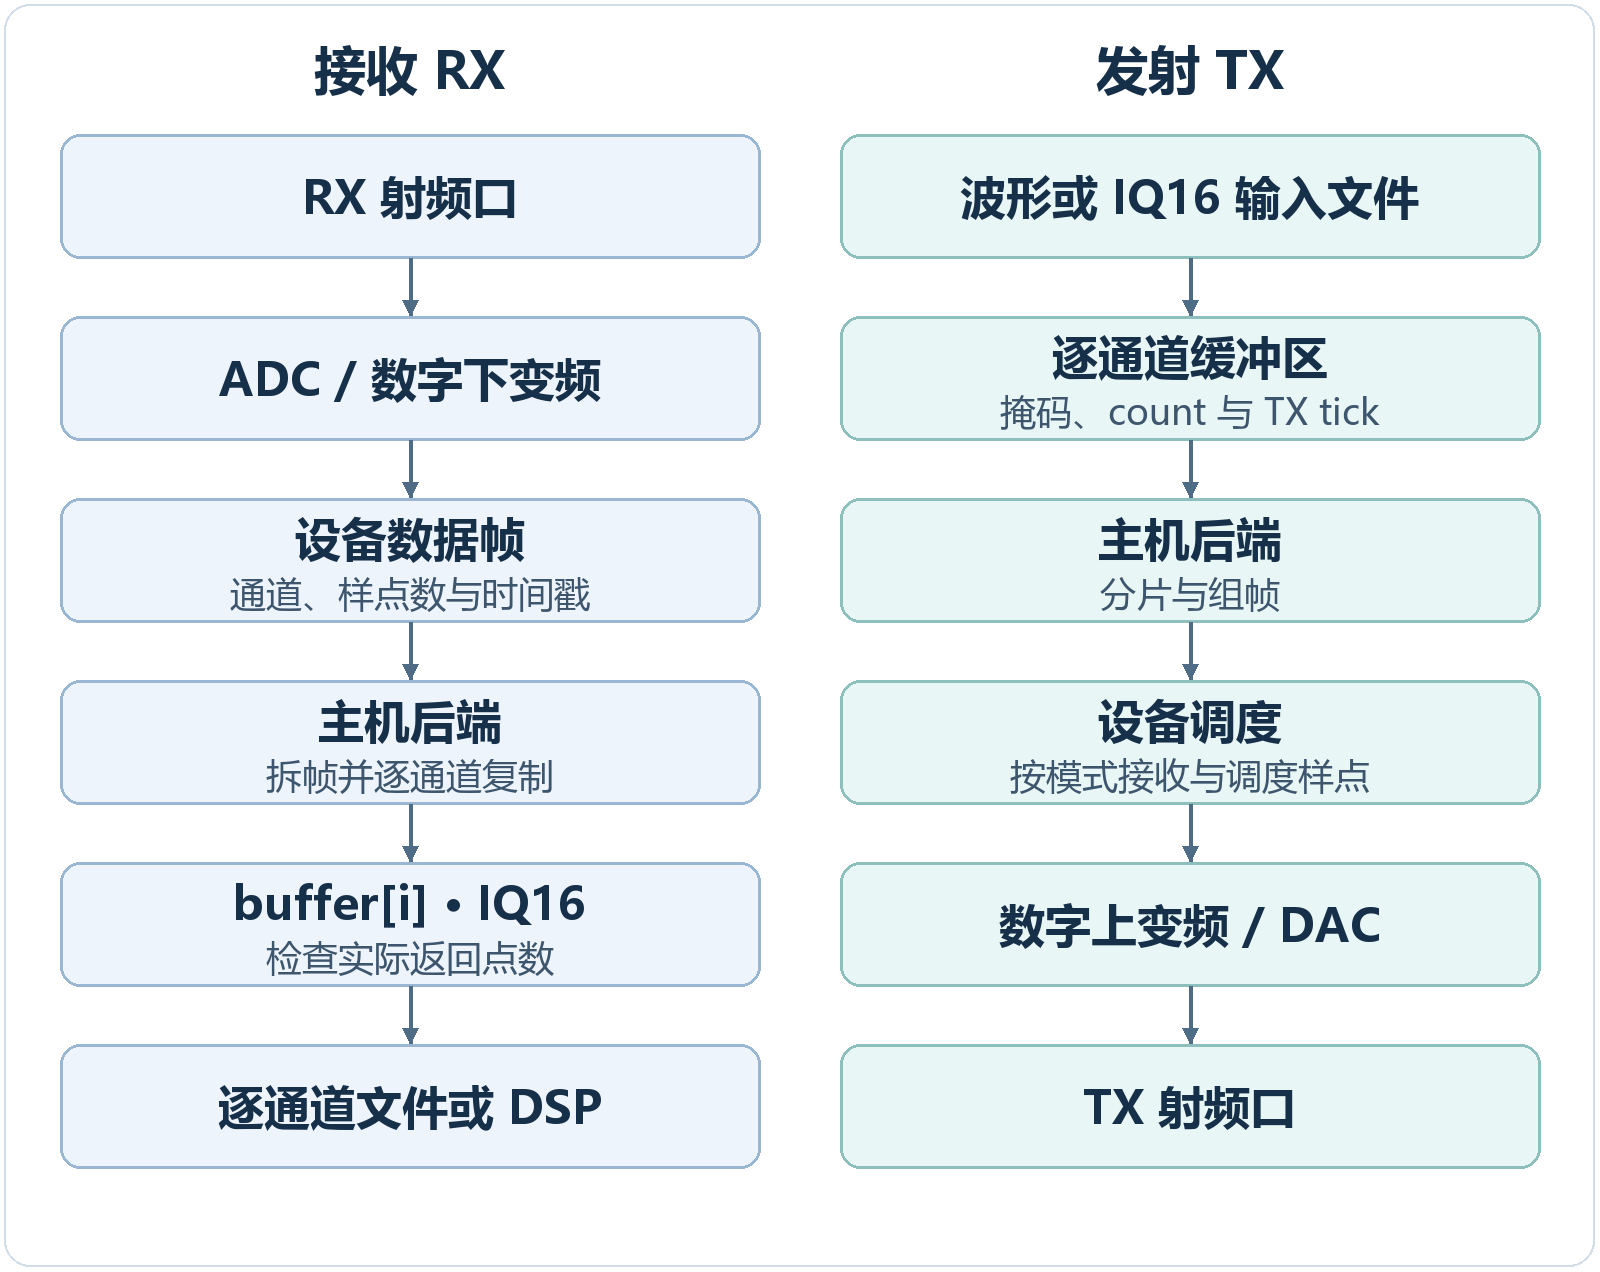 接收 RX
RX 射频口
ADC / 数字下变频
设备数据帧
通道、样点数与时间戳
主机后端
拆帧并逐通道复制
buffer[i] • IQ16
检查实际返回点数
逐通道文件或 DSP
发射 TX
波形或 IQ16 输入文件
逐通道缓冲区
掩码、count 与 TX tick
主机后端
分片与组帧
设备调度
按模式接收与调度样点
数字上变频 / DAC
TX 射频口